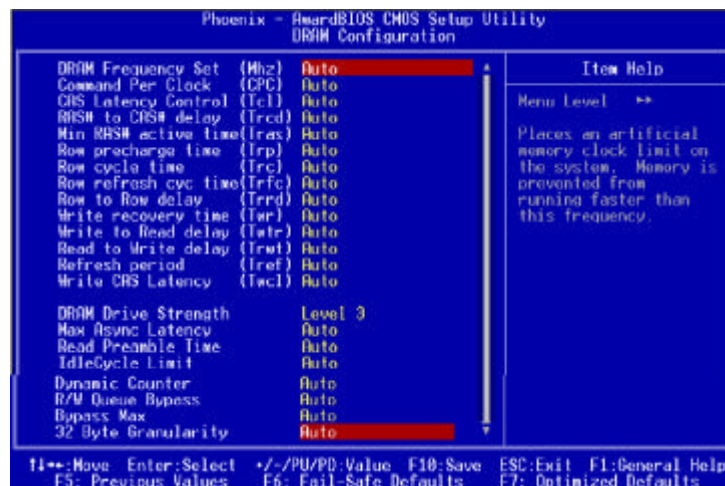 Phoenix - AwardBIOS CMOS Setup Utility
DRAM Configuration
DRAM Frequency Set (Mhz) Auto
Command Per Clock (CPC) Auto
CAS Latency Control (Tcl) Auto
RAS# to CAS# delay (Trcd) Auto
Min RAS# active time(Tras) Auto
Row precharge time (Trp) Auto
Row cycle time (Trc) Auto
Row refresh cyc time(Trfc) Auto
Row to Row delay (Trrd) Auto
Write recovery time (Twr) Auto
Write to Read delay (Twtr) Auto
Read to Write delay (Trwt) Auto
Refresh period (Tref) Auto
Write CAS Latency (Twcl) Auto
DRAM Drive Strength Level 3
Max Async Latency Auto
Read Preamble Time Auto
IdleCycle Limit Auto
Dynamic Counter Auto
R/W Queue Bypass Auto
Bypass Max Auto
32 Byte Granularity Auto
Item Help
Menu Level ▸▸
Places an artificial
memory clock limit on
the system. Memory is
prevented from
running faster than
this frequency.
↑↓→←:Move Enter:Select +/-/PU/PD:Value F10:Save ESC:Exit F1:General Help
F5: Previous Values F6: Fail-Safe Defaults F7: Optimized Defaults